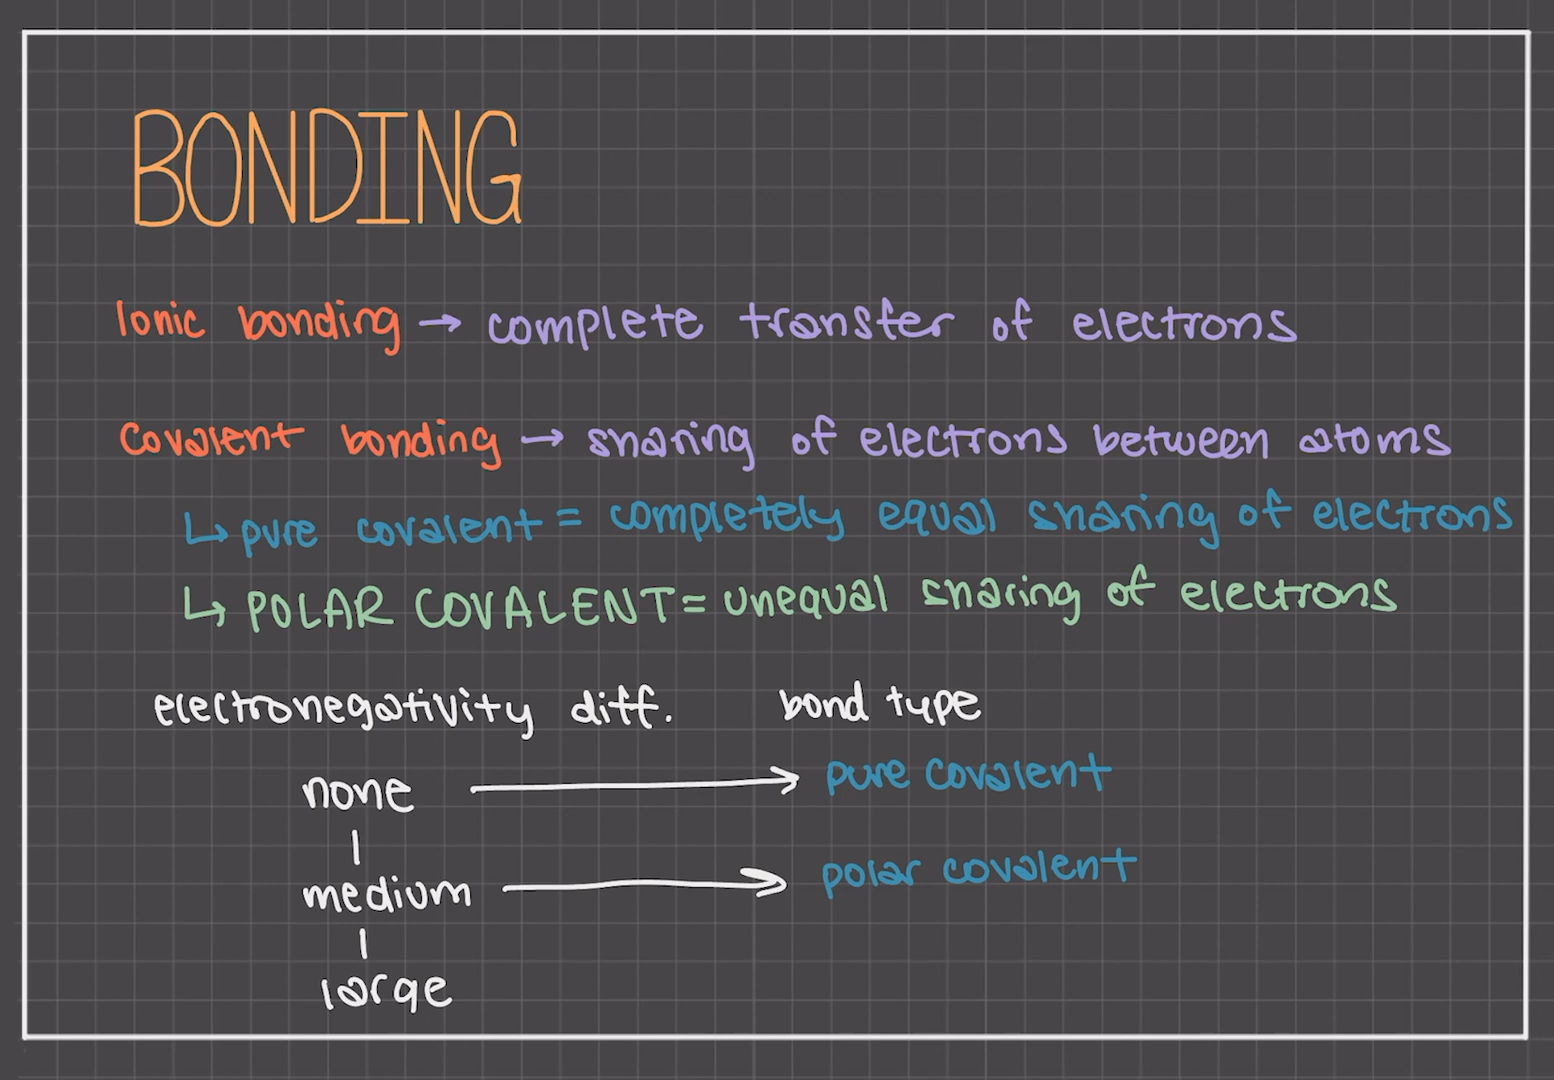 BONDING
Ionic bonding → complete transfer of electrons
covalent bonding → sharing of electrons between atoms
↳ pure covalent = completely equal sharing of electrons
↳ POLAR COVALENT = unequal sharing of electrons
electronegativity diff. bond type
none → pure covalent
medium → polar covalent
large